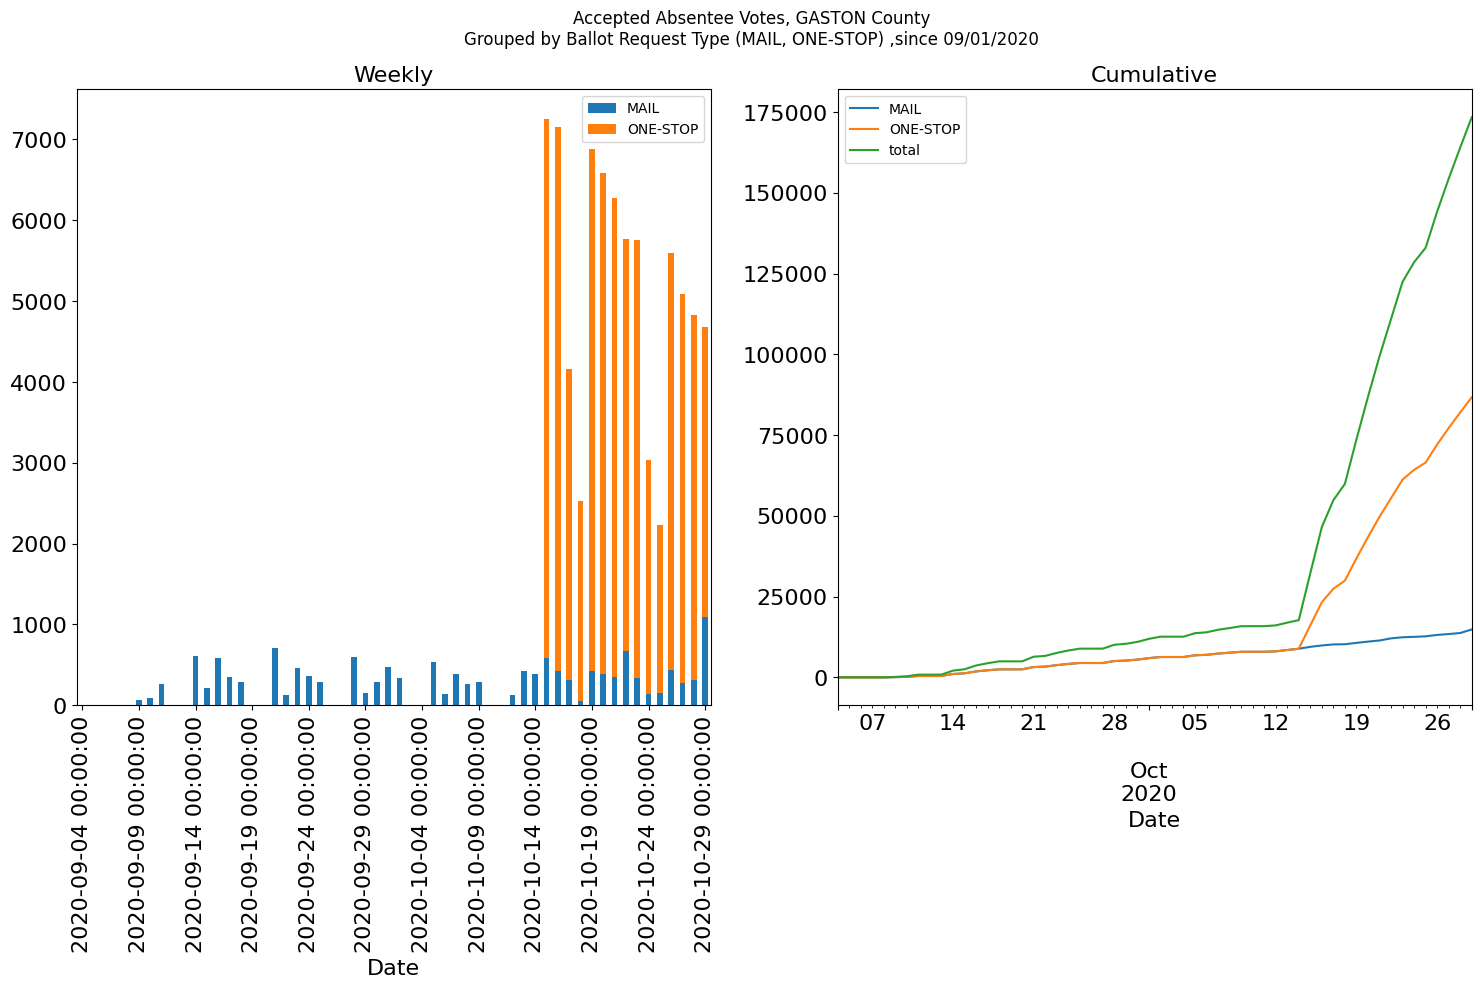 Accepted Absentee Votes, GASTON County
Grouped by Ballot Request Type (MAIL, ONE-STOP) ,since 09/01/2020
Weekly
MAIL
ONE-STOP
7000
6000
5000
4000
3000
2000
1000
0
2020-09-04 00:00:00
2020-09-09 00:00:00
2020-09-14 00:00:00
2020-09-19 00:00:00
2020-09-24 00:00:00
2020-09-29 00:00:00
2020-10-04 00:00:00
2020-10-09 00:00:00
2020-10-14 00:00:00
2020-10-19 00:00:00
2020-10-24 00:00:00
2020-10-29 00:00:00
Date
Cumulative
MAIL
ONE-STOP
total
175000
150000
125000
100000
75000
50000
25000
0
07 14 21 28 05 12 19 26
Oct
2020
Date